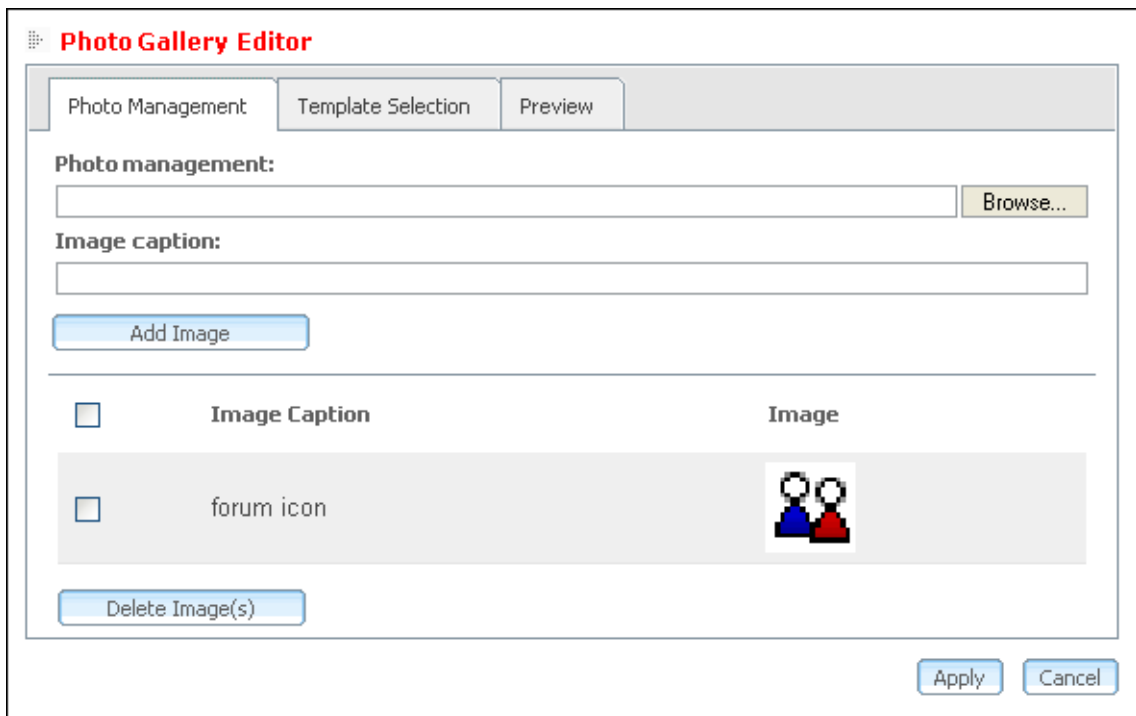 Photo Gallery Editor
Photo Management Template Selection Preview
Photo management:
Browse...
Image caption:
Add Image
Image Caption Image
forum icon
Delete Image(s)
Apply Cancel